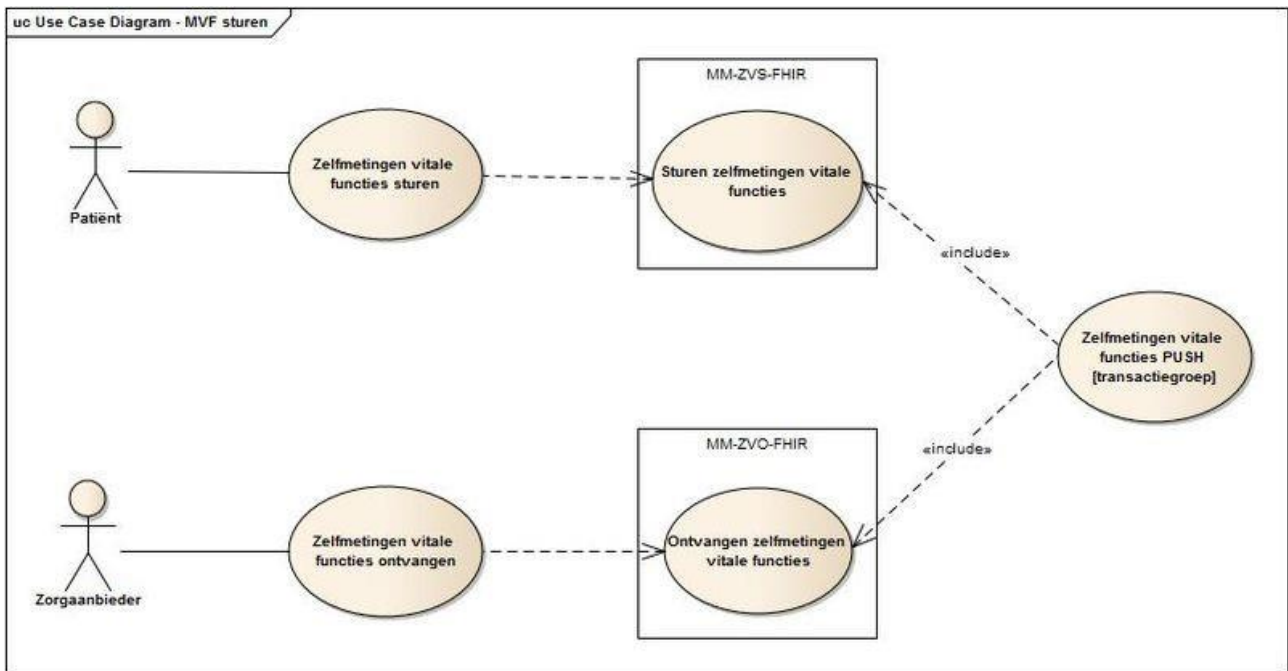 uc Use Case Diagram - MVF sturen
MM-ZVS-FHIR
Patiënt
Zelfmetingen vitale
functies sturen
Sturen zelfmetingen vitale
functies
«include»
Zelfmetingen vitale
functies PUSH
[transactiegroep]
«include»
MM-ZVO-FHIR
Zorgaanbieder
Zelfmetingen vitale
functies ontvangen
Ontvangen zelfmetingen
vitale functies